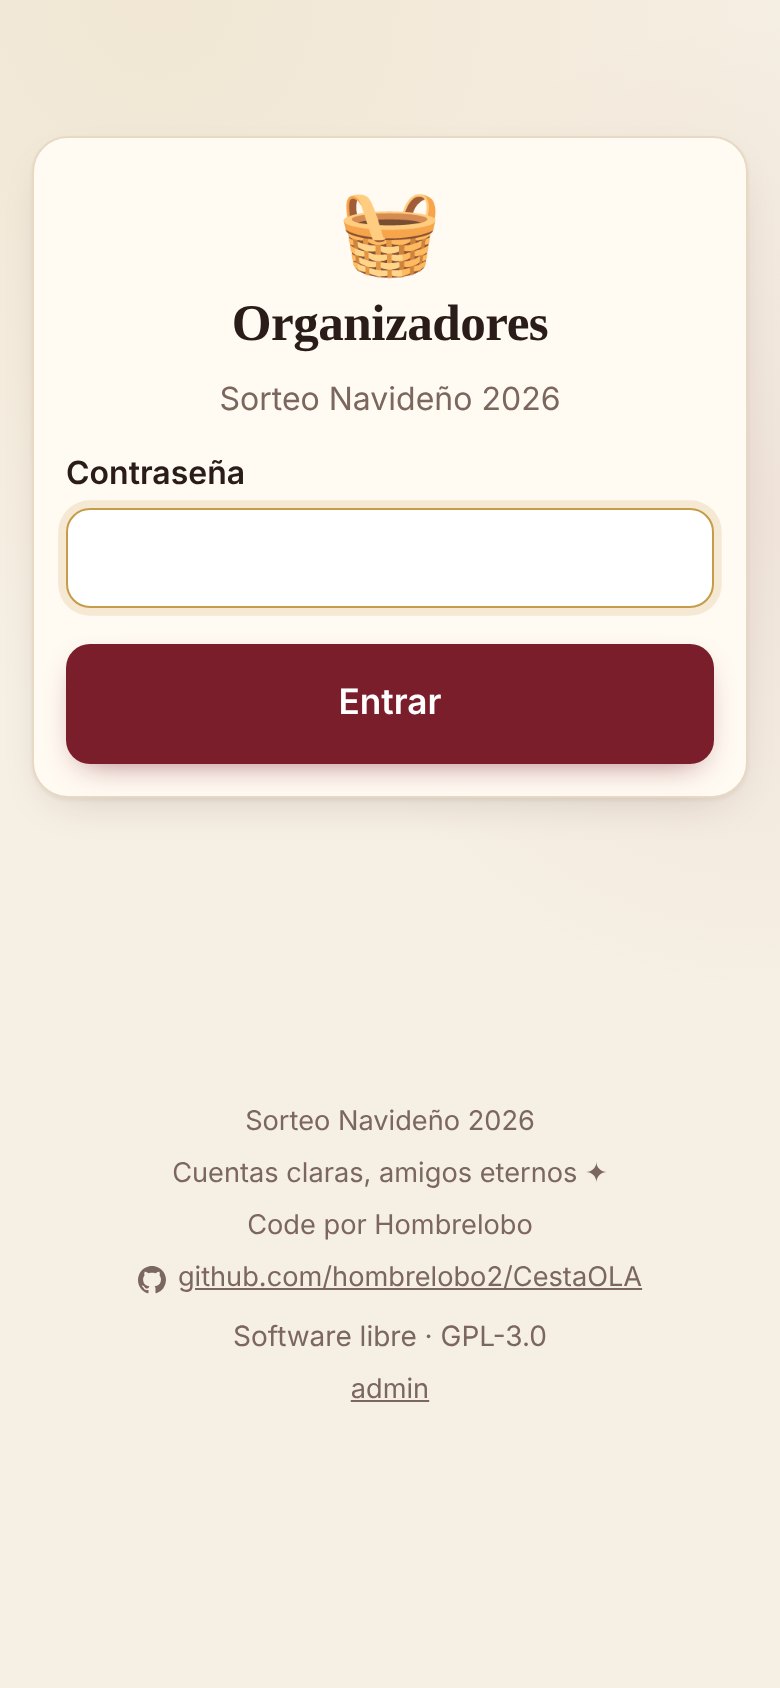 Organizadores
Sorteo Navideño 2026
Contraseña
Entrar
Sorteo Navideño 2026
Cuentas claras, amigos eternos ✦
Code por Hombrelobo
github.com/hombrelobo2/CestaOLA
Software libre · GPL-3.0
admin